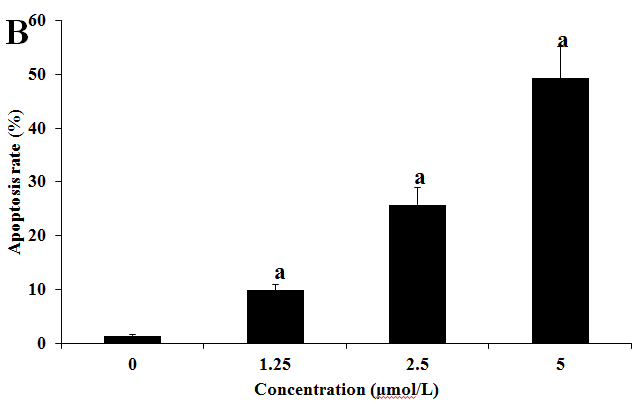 B
60
50
40
30
20
10
0
Apoptosis rate (%)
a
a
a
0 1.25 2.5 5
Concentration (μmol/L)